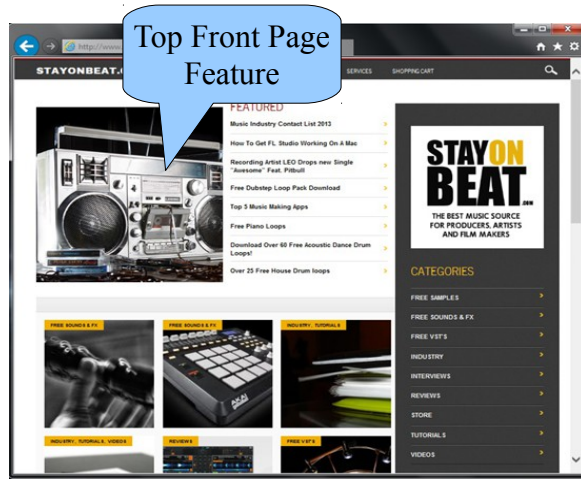 Top Front Page
Feature
http://www.
STAYONBEAT.
SERVICES
SHOPPING CART
FEATURED
Music Industry Contact List 2013
How To Get FL Studio Working On A Mac
Recording Artist LEO Drops new Single
"Awesome" Feat. Pitbull
Free Dubstep Loop Pack Download
Top 5 Music Making Apps
Free Piano Loops
Download Over 60 Free Acoustic Dance Drum
Loops!
Over 25 Free House Drum loops
STAYON
BEAT.COM
THE BEST MUSIC SOURCE
FOR PRODUCERS, ARTISTS
AND FILM MAKERS
CATEGORIES
FREE SAMPLES
FREE SOUNDS & FX
FREE VST'S
INDUSTRY
INTERVIEWS
REVIEWS
STORE
TUTORIALS
VIDEOS
FREE SOUNDS & FX
FREE SOUNDS & FX
INDUSTRY, TUTORIALS
AKAI
INDUSTRY, TUTORIALS, VIDEOS
REVIEWS
FREE VST'S